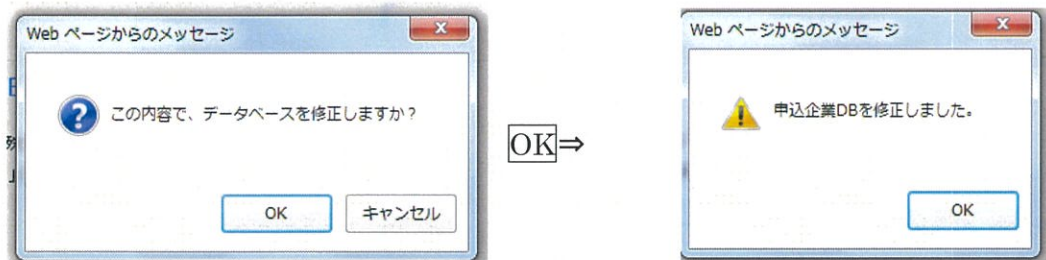 Web ページからのメッセージ
この内容で、データベースを修正しますか?
OK
キャンセル
OK⇒
Web ページからのメッセージ
申込企業DBを修正しました。
OK